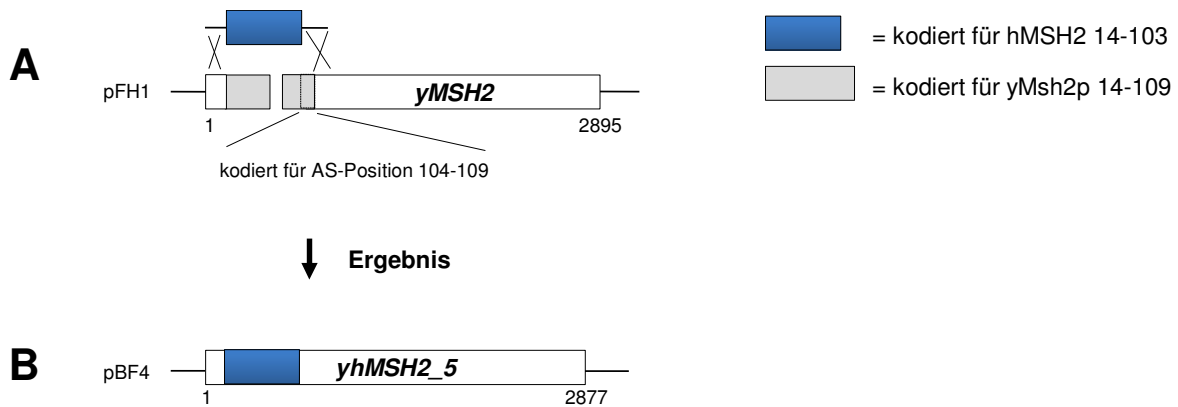 A
= kodiert für hMSH2 14-103
= kodiert für yMsh2p 14-109
pFH1
yMSH2
1
2895
kodiert für AS-Position 104-109
Ergebnis
B
pBF4
yhMSH2_5
1
2877